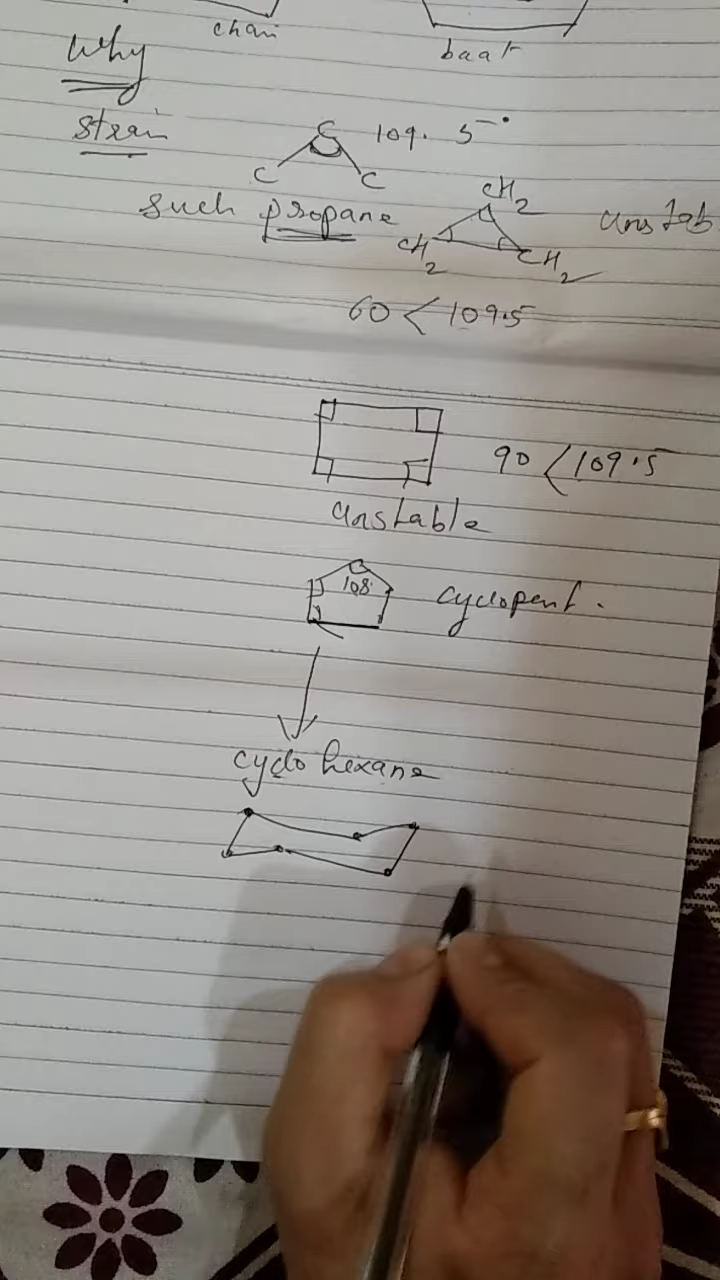 chair
boat
Why
strain
C 109.5°
C C
such propane
CH2
CH2 CH2
60 < 109.5
90 < 109.5
unstable
108° cyclopent.
cyclo hexane